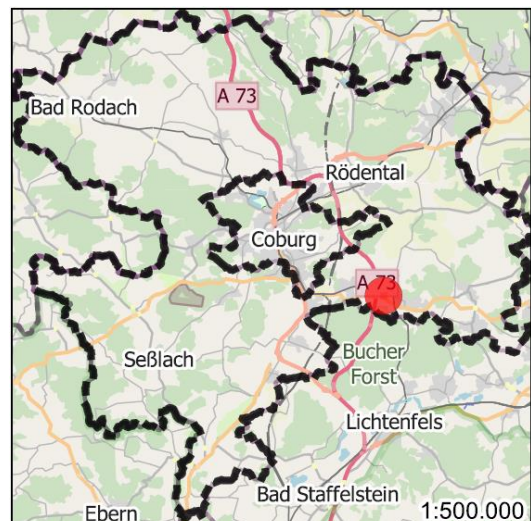 A 73
Bad Rodach
Rödental
Coburg
A 73
Seßlach
Bucher
Forst
Lichtenfels
Bad Staffelstein
Ebern
1:500.000